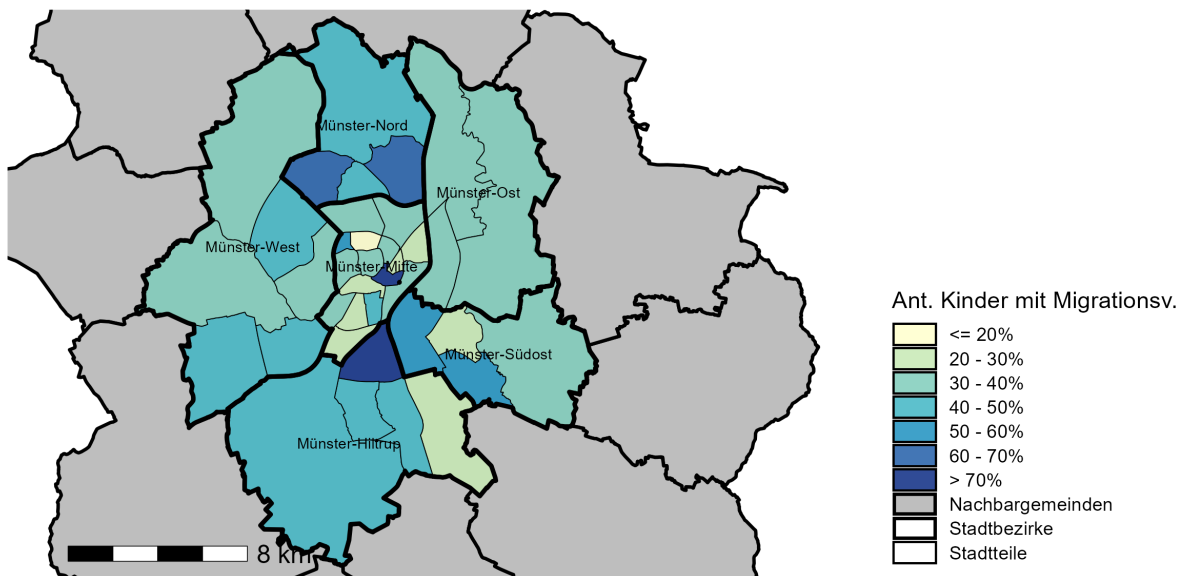 Münster-Nord
Münster-Ost
Münster-West
Münster-Mitte
Münster-Südost
Münster-Hiltrup
8 km
Ant. Kinder mit Migrationsv.
<= 20%
20 - 30%
30 - 40%
40 - 50%
50 - 60%
60 - 70%
> 70%
Nachbargemeinden
Stadtbezirke
Stadtteile